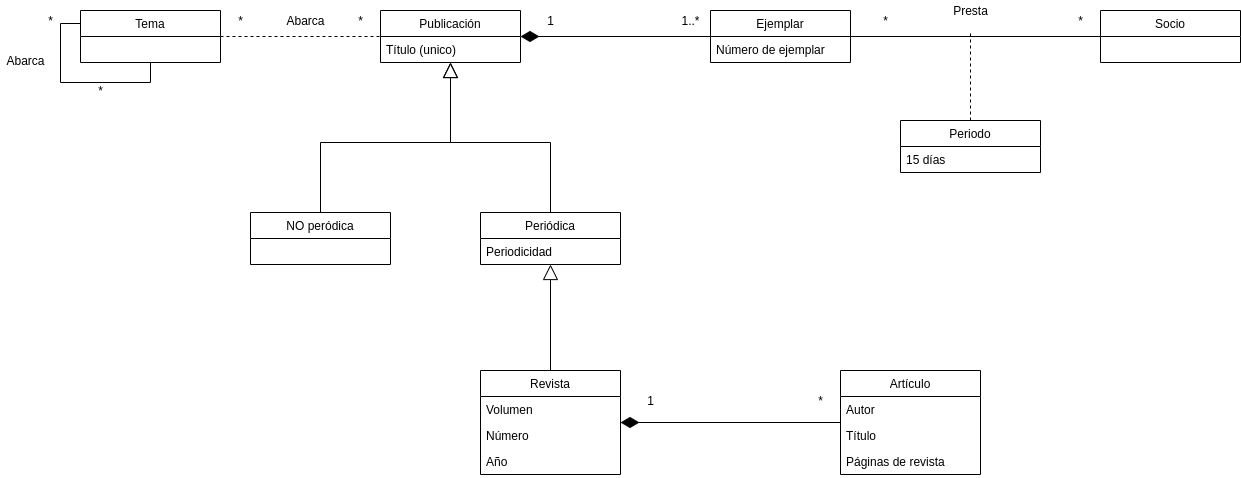 Presta
*
Tema
*
Abarca
*
Publicación
1
1..*
Ejemplar
*
*
Socio
Título (unico)
Número de ejemplar
Abarca
*
Periodo
15 días
NO peródica
Periódica
Periodicidad
Revista
Artículo
1
*
Volumen
Autor
Número
Título
Año
Páginas de revista